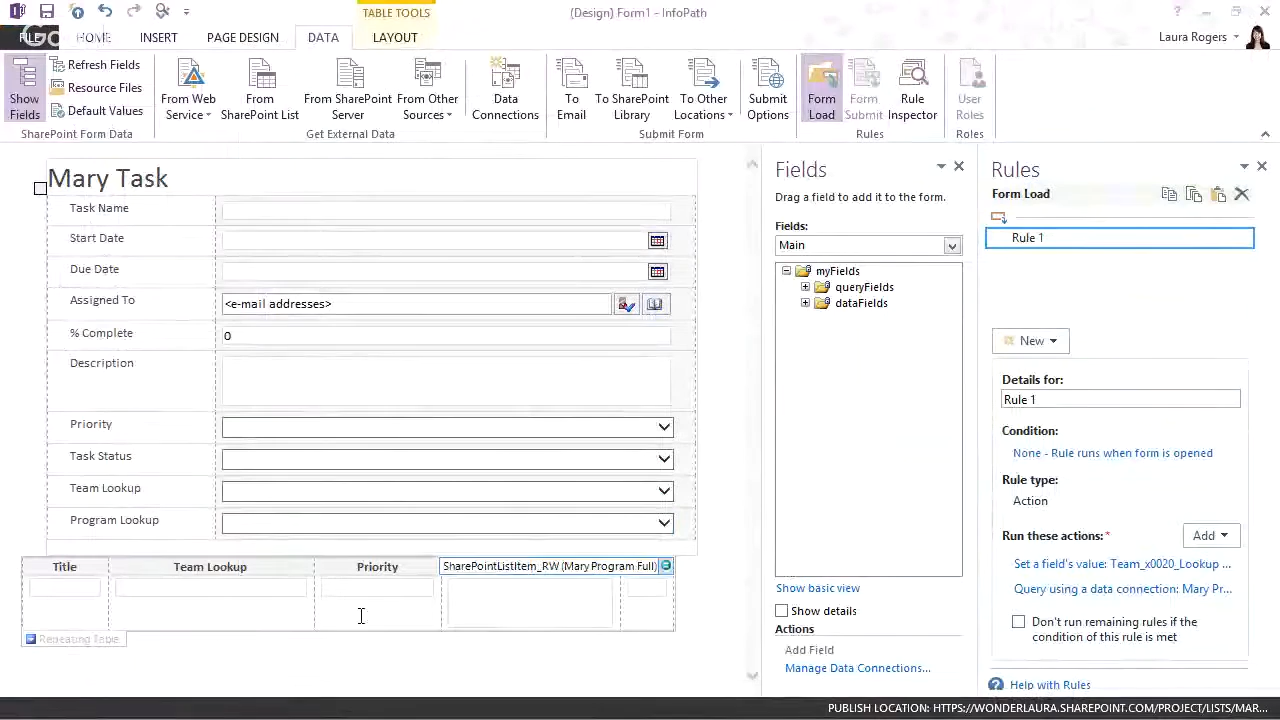 TABLE TOOLS
(Design) Form1 - InfoPath
?
FILE
HOME
INSERT
PAGE DESIGN
DATA
LAYOUT
Laura Rogers
Show Fields
Refresh Fields
Resource Files
Default Values
SharePoint Form Data
From Web Service
From SharePoint List
From SharePoint Server
From Other Sources
Data Connections
Get External Data
To Email
To SharePoint Library
To Other Locations
Submit Options
Submit Form
Form Load
Form Submit
Rule Inspector
Rules
User Roles
Roles
Mary Task
Task Name
Start Date
Due Date
Assigned To
<e-mail addresses>
% Complete
0
Description
Priority
Task Status
Team Lookup
Program Lookup
Title
Team Lookup
Priority
SharePointListItem_RW (Mary Program Full)
Repeating Table
Fields
Drag a field to add it to the form.
Fields:
Main
myFields
queryFields
dataFields
Show basic view
Show details
Actions
Add Field
Manage Data Connections...
Rules
Form Load
Rule 1
New
Details for:
Rule 1
Condition:
None - Rule runs when form is opened
Rule type:
Action
Run these actions:*
Add
Set a field's value: Team_x0020_Lookup ...
Query using a data connection: Mary Pr...
Don't run remaining rules if the
condition of this rule is met
Help with Rules
PUBLISH LOCATION: HTTPS://WONDERLAURA.SHAREPOINT.COM/PROJECT/LISTS/MAR...